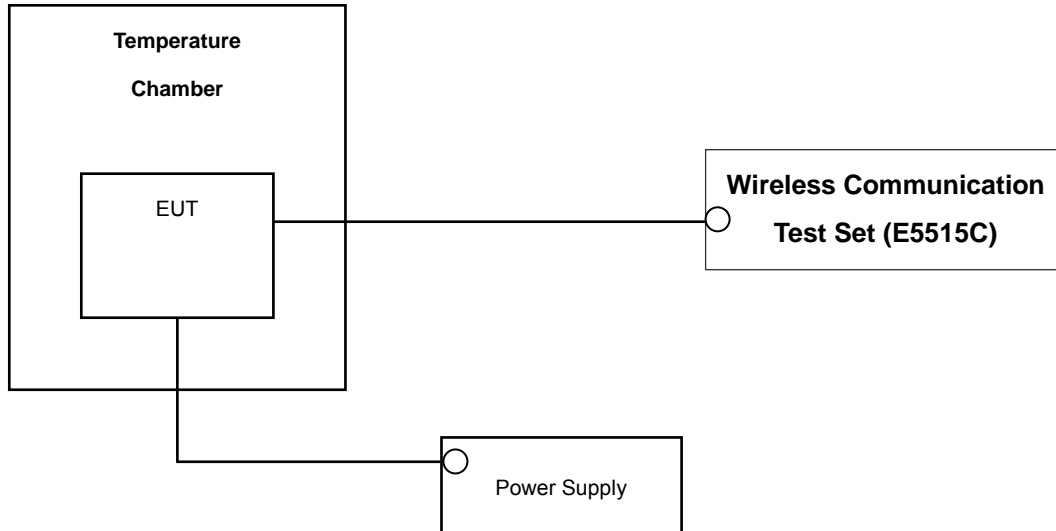 Temperature
Chamber
EUT
Wireless Communication
Test Set (E5515C)
Power Supply